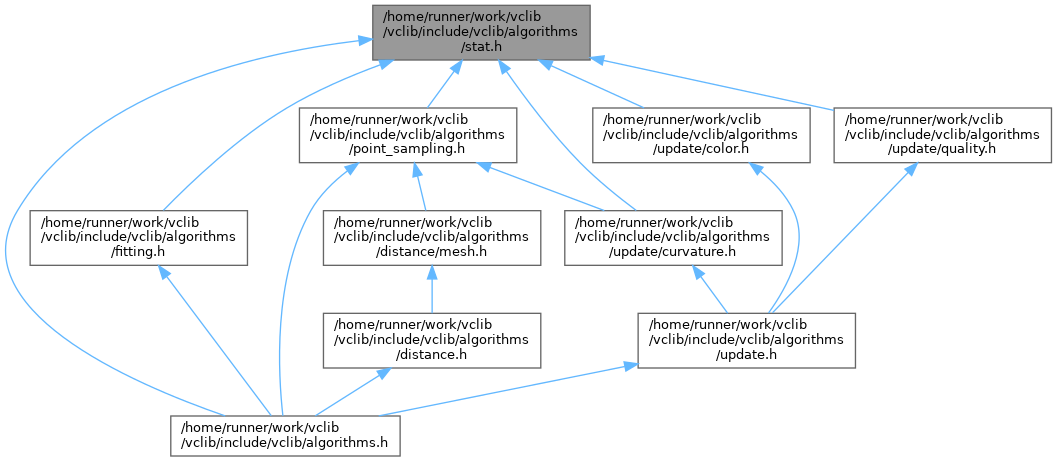 /home/runner/work/vclib
/vclib/include/vclib/algorithms
/stat.h
/home/runner/work/vclib
/vclib/include/vclib/algorithms
/point_sampling.h
/home/runner/work/vclib
/vclib/include/vclib/algorithms
/update/color.h
/home/runner/work/vclib
/vclib/include/vclib/algorithms
/update/quality.h
/home/runner/work/vclib
/vclib/include/vclib/algorithms
/fitting.h
/home/runner/work/vclib
/vclib/include/vclib/algorithms
/distance/mesh.h
/home/runner/work/vclib
/vclib/include/vclib/algorithms
/update/curvature.h
/home/runner/work/vclib
/vclib/include/vclib/algorithms
/distance.h
/home/runner/work/vclib
/vclib/include/vclib/algorithms
/update.h
/home/runner/work/vclib
/vclib/include/vclib/algorithms.h